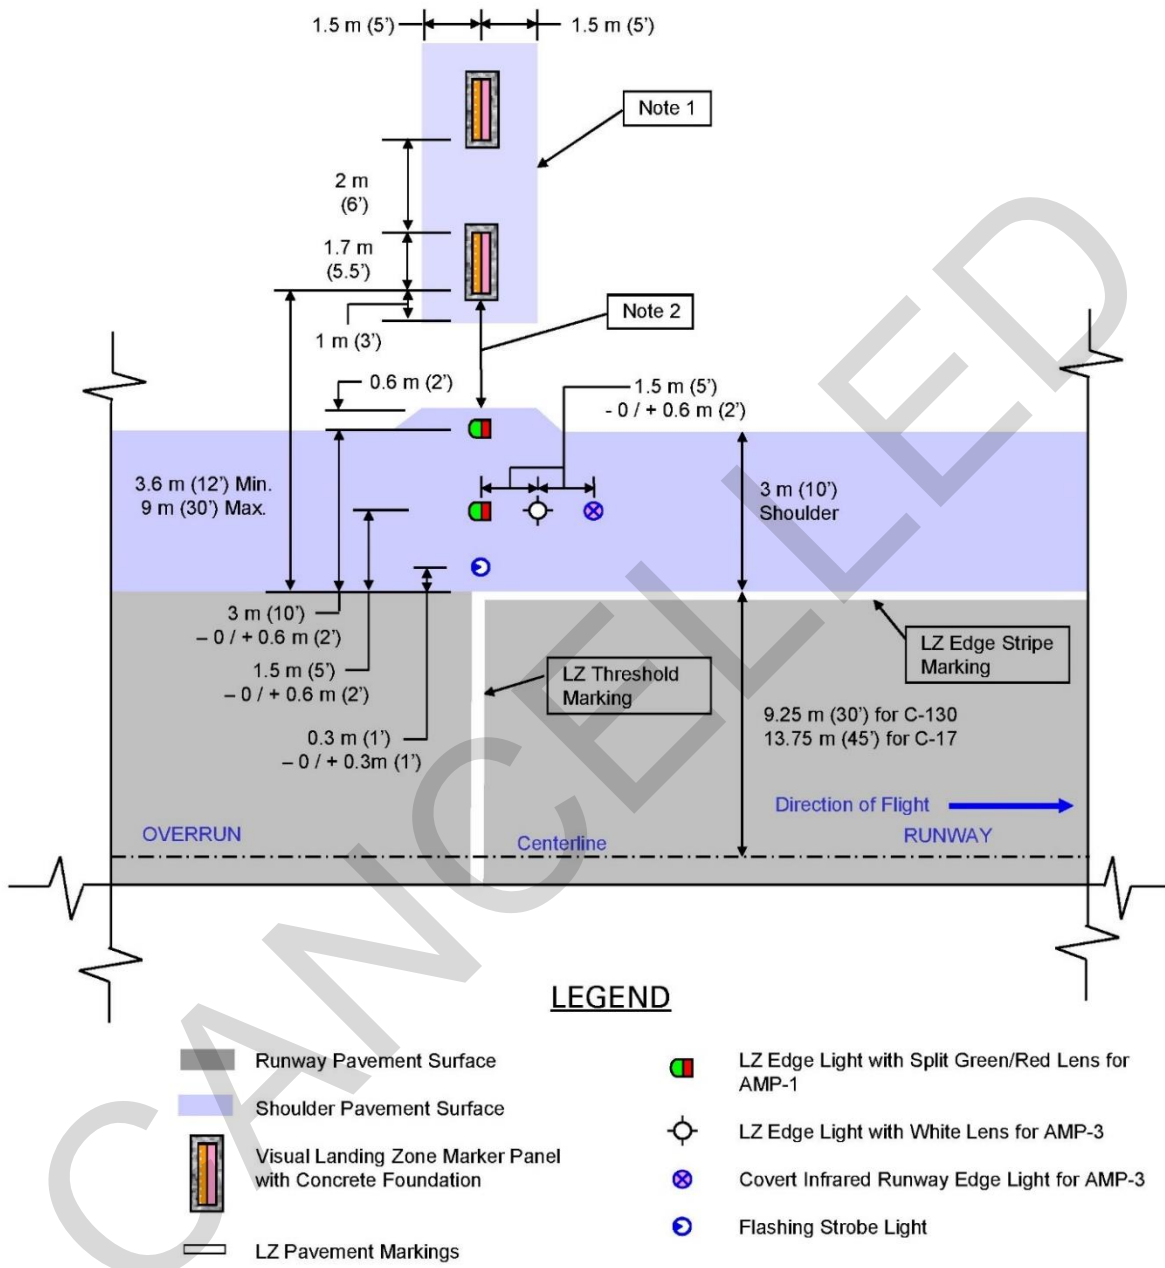 1.5 m (5’)
1.5 m (5’)
Note 1
2 m
(6’)
1.7 m
(5.5’)
Note 2
1 m (3’)
0.6 m (2’)
1.5 m (5’)
- 0 / + 0.6 m (2’)
3.6 m (12’) Min.
9 m (30’) Max.
3 m (10’)
Shoulder
3 m (10’)
– 0 / + 0.6 m (2’)
1.5 m (5’)
– 0 / + 0.6 m (2’)
0.3 m (1’)
– 0 / + 0.3m (1’)
LZ Threshold
Marking
LZ Edge Stripe
Marking
9.25 m (30’) for C-130
13.75 m (45’) for C-17
Direction of Flight
OVERRUN
Centerline
RUNWAY
CANCELLED
LEGEND
Runway Pavement Surface
Shoulder Pavement Surface
Visual Landing Zone Marker Panel
with Concrete Foundation
LZ Pavement Markings
LZ Edge Light with Split Green/Red Lens for
AMP-1
LZ Edge Light with White Lens for AMP-3
Covert Infrared Runway Edge Light for AMP-3
Flashing Strobe Light